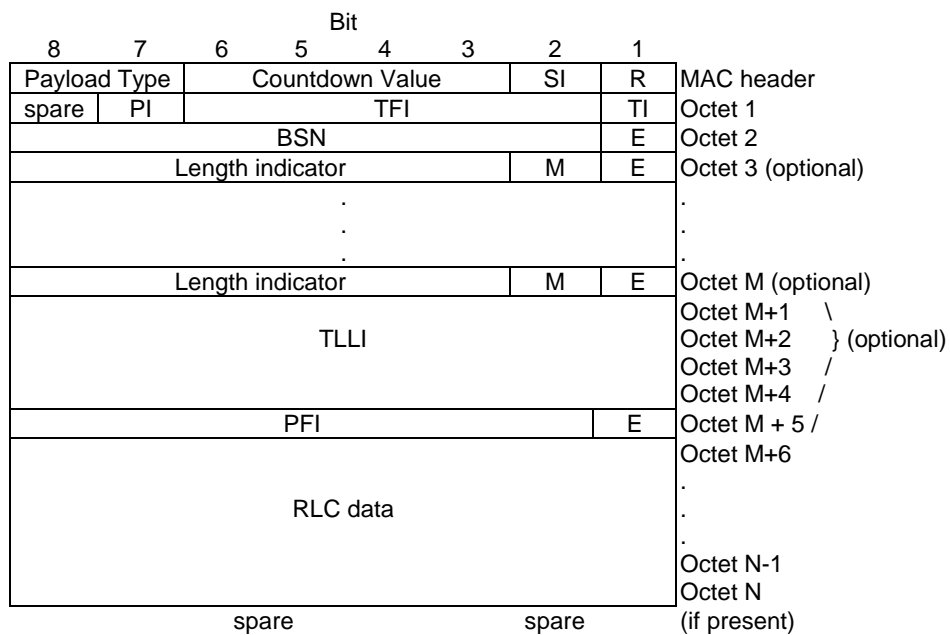 Bit
8 7 6 5 4 3 2 1
Payload Type Countdown Value SI R MAC header
spare PI TFI TI Octet 1
BSN E Octet 2
Length indicator M E Octet 3 (optional)
. .
. .
. .
Length indicator M E Octet M (optional)
Octet M+1 \
TLLI Octet M+2 } (optional)
Octet M+3 /
Octet M+4 /
PFI E Octet M + 5 /
Octet M+6
.
RLC data .
.
Octet N-1
Octet N
spare spare (if present)